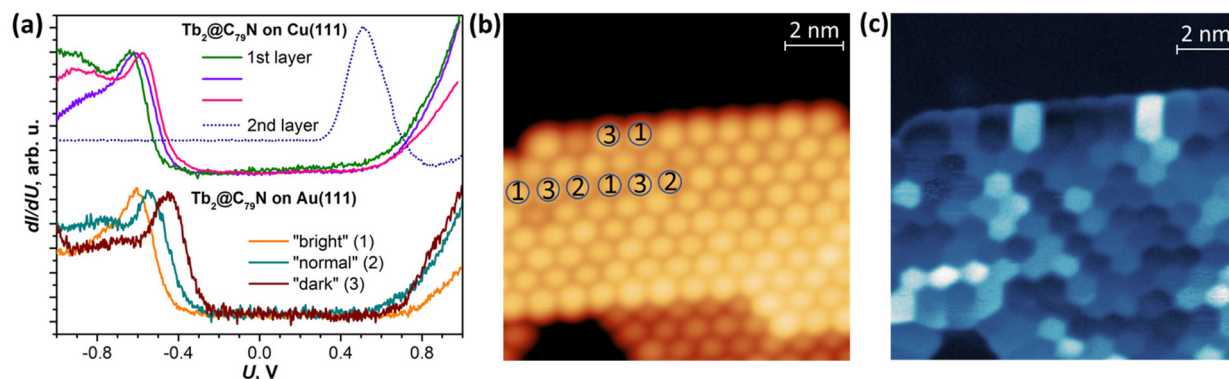 (a)
Tb₂@C₇₉N on Cu(111)
1st layer
2nd layer
Tb₂@C₇₉N on Au(111)
"bright" (1)
"normal" (2)
"dark" (3)
dI/dU, arb. u.
-0.8 -0.4 0.0 0.4 0.8
U, V
(b)
2 nm
3 1
1 3 2 1 3 2
(c)
2 nm